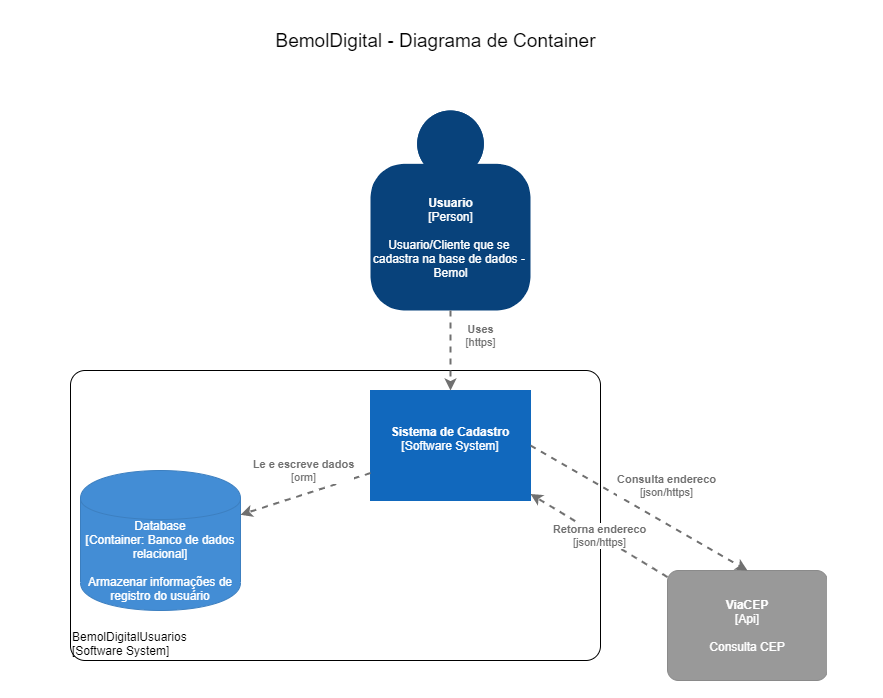 BemolDigital - Diagrama de Container
Usuario
[Person]
Usuario/Cliente que se
cadastra na base de dados -
Bemol
Uses
[https]
Sistema de Cadastro
[Software System]
Le e escreve dados
[orm]
Consulta endereco
[json/https]
Retorna endereco
[json/https]
Database
[Container: Banco de dados
relacional]
Armazenar informações de
registro do usuário
ViaCEP
[Api]
Consulta CEP
BemolDigitalUsuarios
[Software System]